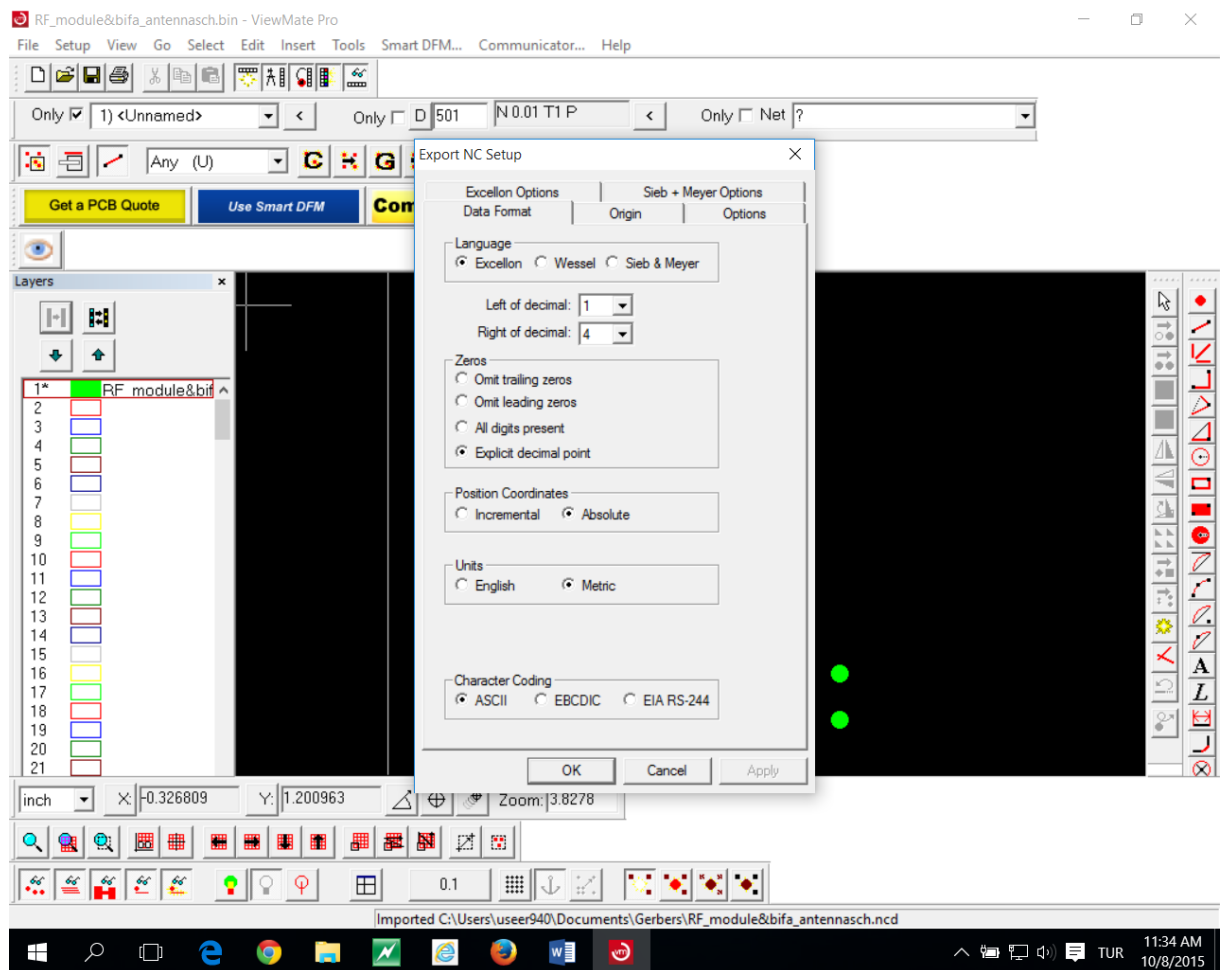 RF_module&bifa_antennasch.bin - ViewMate Pro
File Setup View Go Select Edit Insert Tools Smart DFM... Communicator... Help
Only 1) <Unnamed> < Only D 501 N 0.01 T1 P < Only Net ?
Any (U) C G
Get a PCB Quote Use Smart DFM Com
Export NC Setup
Excellon Options Sieb + Meyer Options
Data Format Origin Options
Language
Excellon Wessel Sieb & Meyer
Left of decimal: 1
Right of decimal: 4
Zeros
Omit trailing zeros
Omit leading zeros
All digits present
Explicit decimal point
Position Coordinates
Incremental Absolute
Units
English Metric
Character Coding
ASCII EBCDIC EIA RS-244
OK Cancel Apply
Layers x
1* RF_module&bif
2
3
4
5
6
7
8
9
10
11
12
13
14
15
16
17
18
19
20
21
A
L
inch X: -0.326809 Y: 1.200963 Zoom: 3.8278
0.1
Imported C:\Users\useer940\Documents\Gerbers\RF_module&bifa_antennasch.ncd
TUR 11:34 AM
10/8/2015